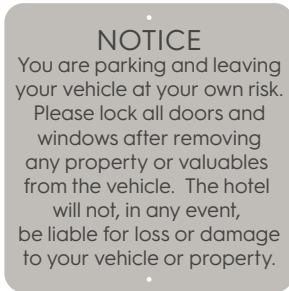 NOTICE
You are parking and leaving
your vehicle at your own risk.
Please lock all doors and
windows after removing
any property or valuables
from the vehicle. The hotel
will not, in any event,
be liable for loss or damage
to your vehicle or property.